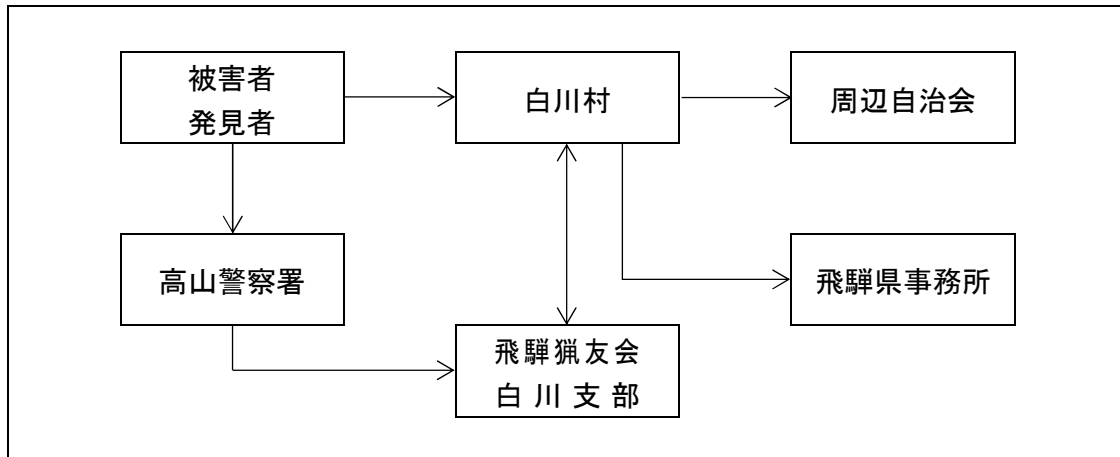 被害者
発見者
白川村
周辺自治会
高山警察署
飛騨県事務所
飛騨猟友会
白川支部